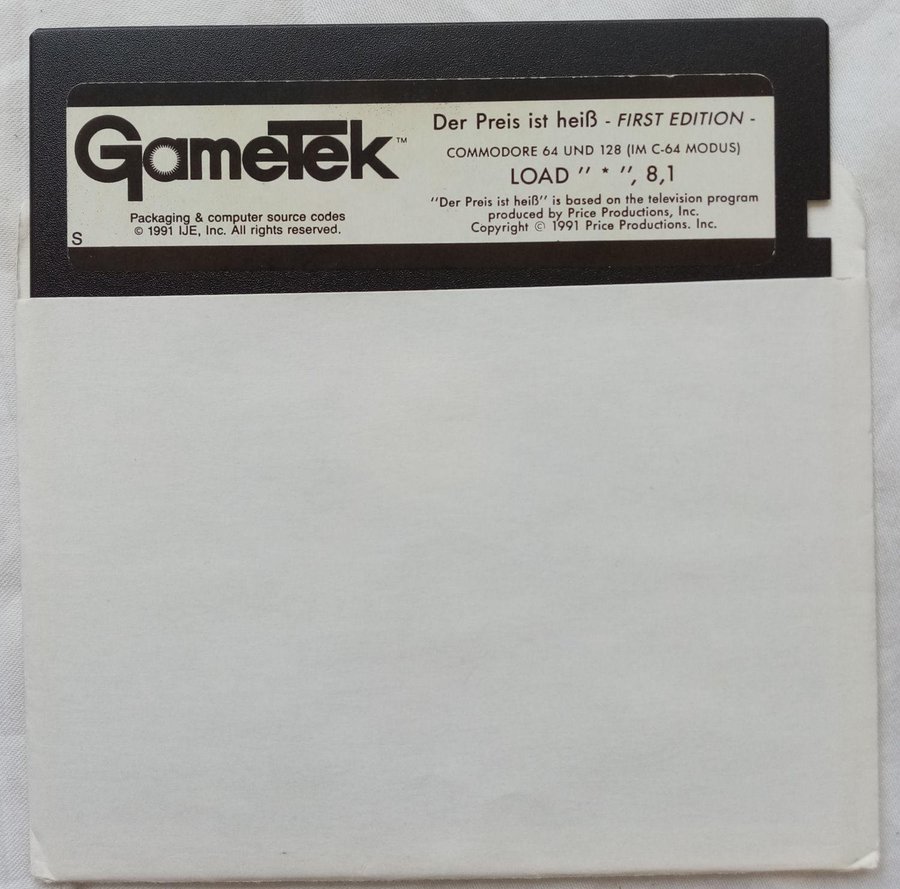 GameTek™
Packaging & computer source codes
© 1991 IJE, Inc. All rights reserved.
S
Der Preis ist heiß - FIRST EDITION -
COMMODORE 64 UND 128 (IM C-64 MODUS)
LOAD " * ", 8,1
"Der Preis ist heiß" is based on the television program
produced by Price Productions, Inc.
Copyright © 1991 Price Productions. Inc.